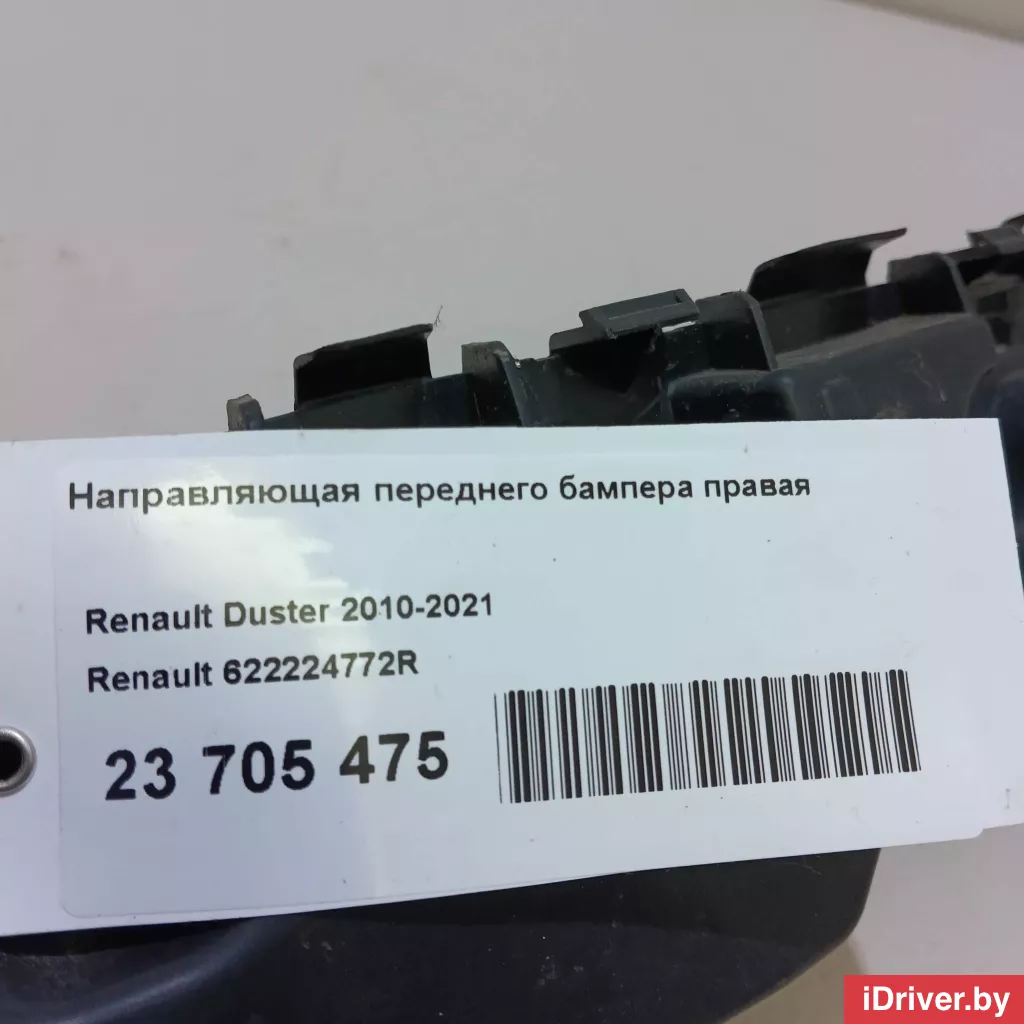 Направляющая переднего бампера правая
Renault Duster 2010-2021
Renault 622224772R
23 705 475
iDriver.by